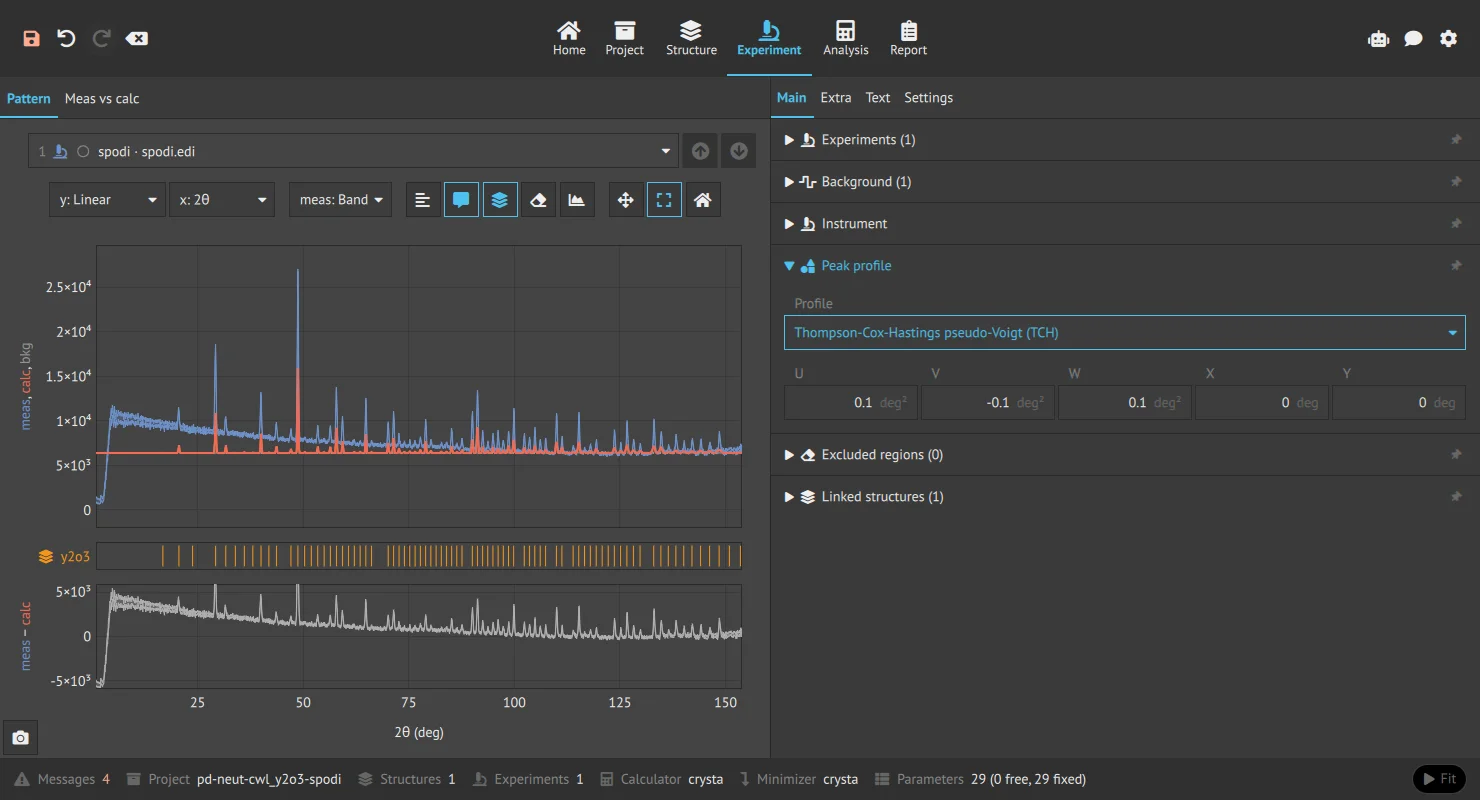 Home
Project
Structure
Experiment
Analysis
Report
Pattern
Meas vs calc
Main
Extra
Text
Settings
1 spodi · spodi.edi
y: Linear
x: 2θ
meas: Band
meas, calc, bkg
2.5×10⁴
2×10⁴
1.5×10⁴
1×10⁴
5×10³
0
y2o3
meas − calc
5×10³
0
-5×10³
25 50 75 100 125 150
2θ (deg)
Experiments (1)
Background (1)
Instrument
Peak profile
Profile
Thompson-Cox-Hastings pseudo-Voigt (TCH)
U V W X Y
0.1 deg² -0.1 deg² 0.1 deg² 0 deg 0 deg
Excluded regions (0)
Linked structures (1)
Messages 4 Project pd-neut-cwl_y2o3-spodi Structures 1 Experiments 1 Calculator crysta Minimizer crysta Parameters 29 (0 free, 29 fixed) Fit